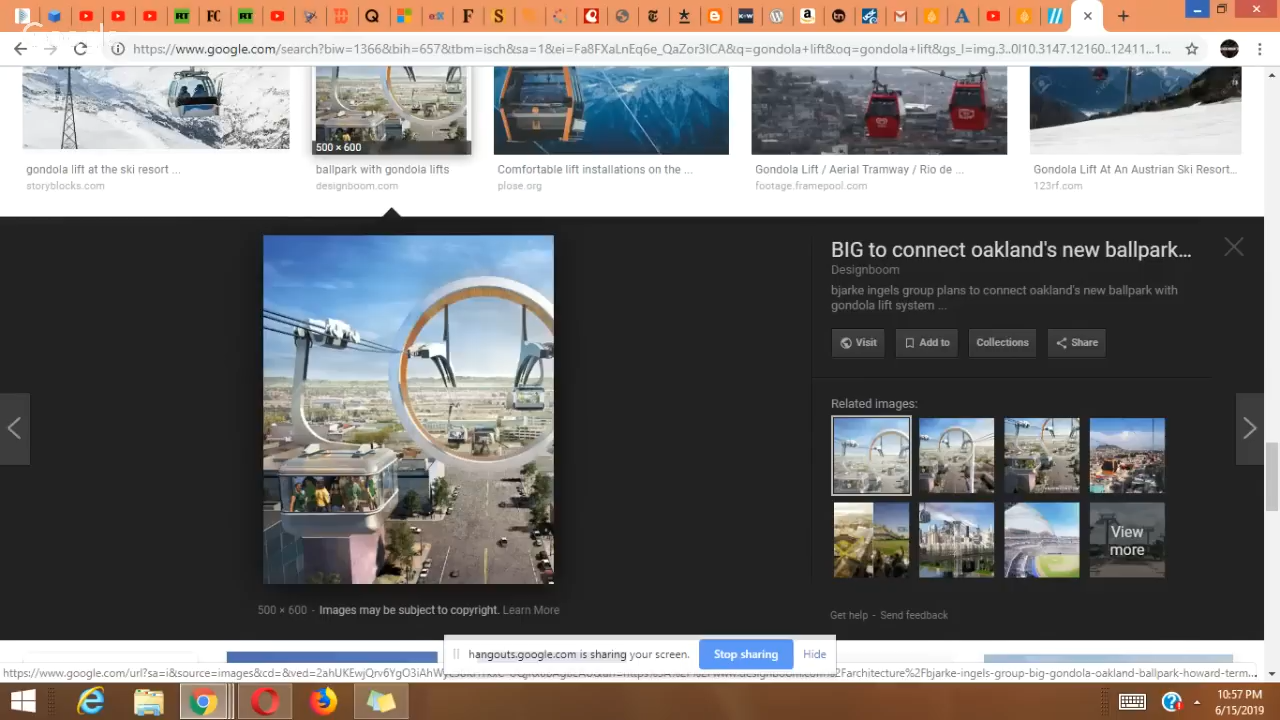 https://www.google.com/search?biw=1366&bih=657&tbm=isch&sa=1&ei=Fa8FXaLnEq6e_QaZor3ICA&q=gondola+lift&oq=gondola+lift&gs_l=img.3..0l10.3147.12160..12411...1...
500 × 600
gondola lift at the ski resort ...
storyblocks.com
ballpark with gondola lifts
designboom.com
Comfortable lift installations on the ...
plose.org
Gondola Lift / Aerial Tramway / Rio de ...
footage.framepool.com
Gondola Lift At An Austrian Ski Resort...
123rf.com
BIG to connect oakland's new ballpark...
Designboom
bjarke ingels group plans to connect oakland's new ballpark with
gondola lift system ...
Visit
Add to
Collections
Share
Related images:
View
more
500 × 600 - Images may be subject to copyright. Learn More
Get help - Send feedback
hangouts.google.com is sharing your screen.
Stop sharing
Hide
10:57 PM
6/15/2019